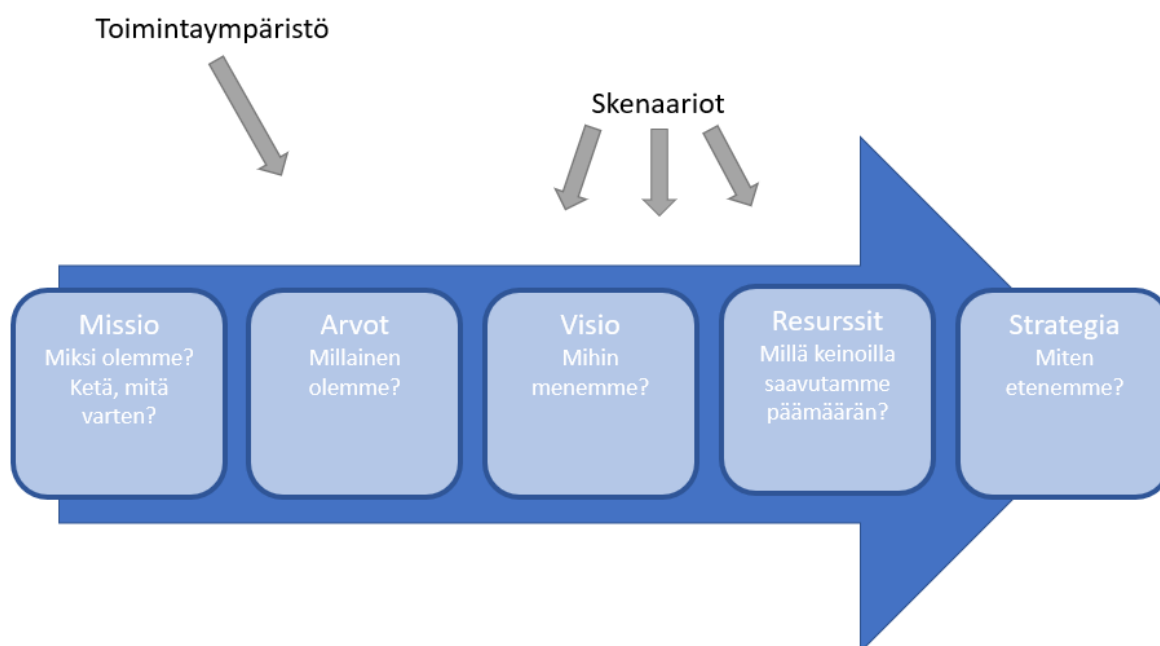 Toimintaympäristö
Skenaariot
Missio
Miksi olemme?
Ketä, mitä
varten?
Arvot
Millainen
olemme?
Visio
Mihin
menemme?
Resurssit
Millä keinoilla
saavutamme
päämäärän?
Strategia
Miten
etenemme?